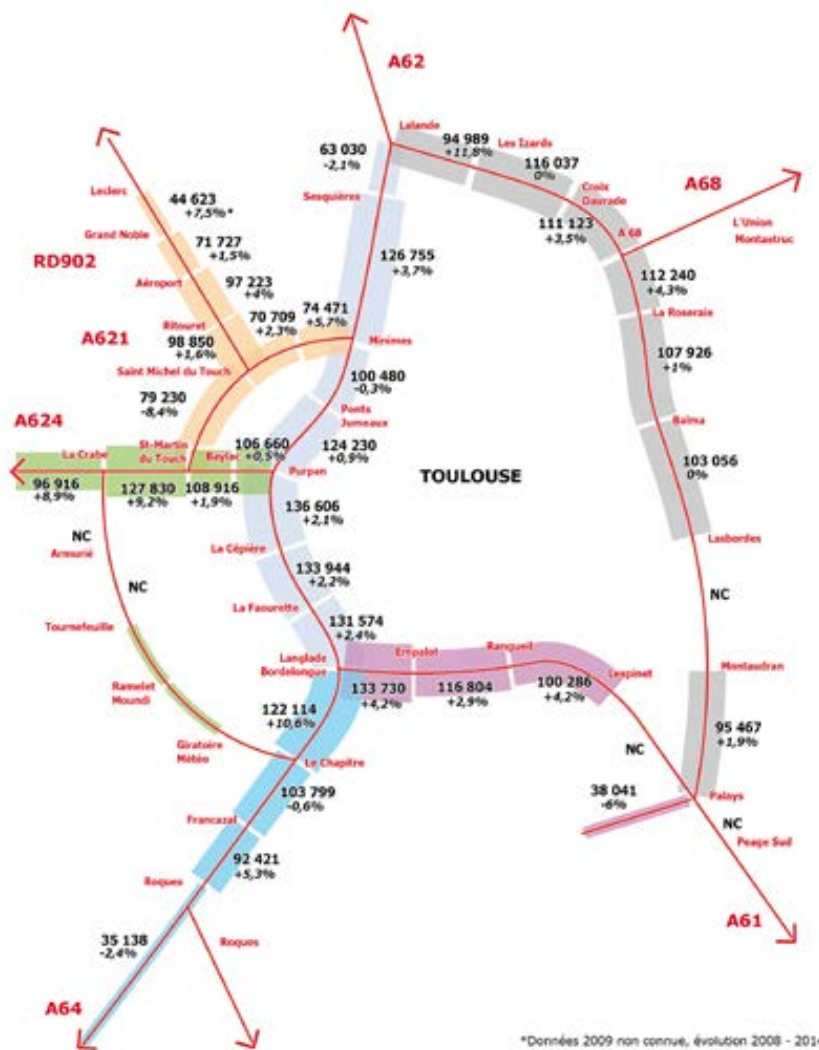 A62
Lalande
94 989
+11,8%
Les Izards
63 030
-2,1%
116 037
0%
Sesquières
Croix
Daurade
A68
Leclerc
44 623
+7,5%*
111 123
+3,5%
A 68
L'Union
Montastruc
Grand Noble
71 727
+1,5%
RD902
126 755
+3,7%
112 240
+4,3%
Aéroport
97 223
+4%
La Roseraie
Ritouret
70 709
+2,3%
74 471
+5,7%
A621
98 850
+1,6%
Minimes
107 926
+1%
Saint Michel du Touch
100 480
-0,3%
79 230
-8,4%
Ponts
Jumeaux
Balma
A624
La Crabe
St-Martin
du Touch
Baylac
106 660
+0,5%
124 230
+0,9%
103 056
0%
Purpan
TOULOUSE
96 916
+8,9%
127 830
+9,2%
108 916
+1,9%
136 606
+2,1%
NC
Armurié
La Cépière
Lasbordes
133 944
+2,2%
NC
NC
La Faourette
131 574
+2,4%
Tournefeuille
Langlade
Bordelongue
Empalot
Rangueil
Montaudran
Lespinet
Ramelet
Moundi
133 730
+4,2%
116 804
+2,9%
100 286
+4,2%
122 114
+10,6%
95 467
+1,9%
Giratoire
Météo
Le Chapitre
NC
103 799
-0,6%
38 041
-6%
Palays
Francazal
NC
Peage Sud
92 421
+5,3%
Roques
A61
35 138
-2,4%
Roques
A64
*Données 2009 non connue, évolution 2008 - 2010